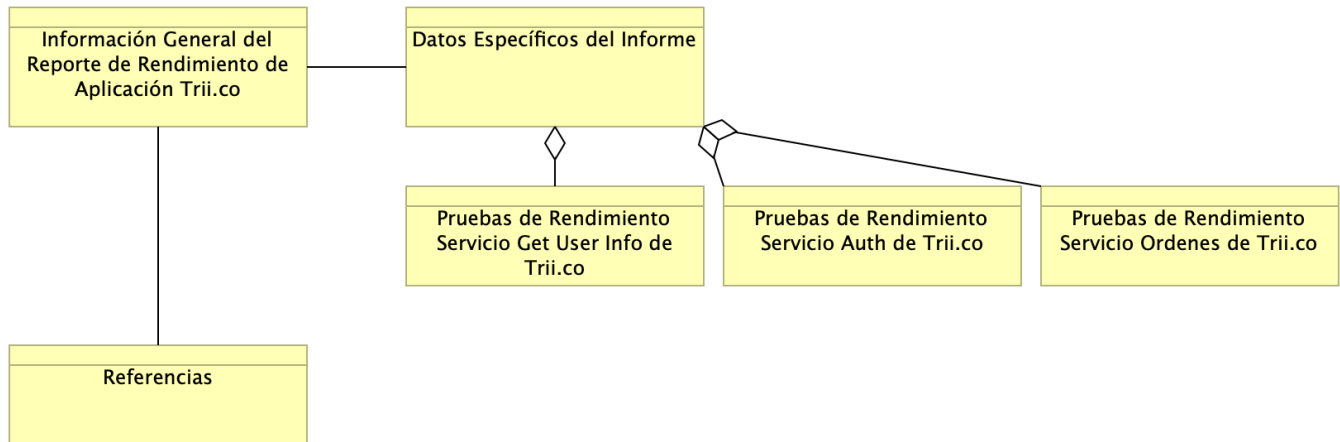 Información General del
Reporte de Rendimiento de
Aplicación Trii.co
Datos Específicos del Informe
Pruebas de Rendimiento
Servicio Get User Info de
Trii.co
Pruebas de Rendimiento
Servicio Auth de Trii.co
Pruebas de Rendimiento
Servicio Ordenes de Trii.co
Referencias